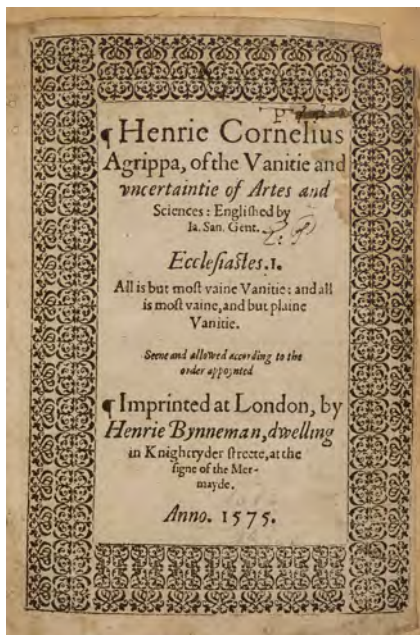 ¶Henrie Cornelius
Agrippa, of the Vanitie and
vncertaintie of Artes and
Sciences: Engliſhed by
Ia. San. Gent.
Eccleſiaſtes.1.
All is but moſt vaine Vanitie: and all
is moſt vaine, and but plaine
Vanitie.
Seene and allowed according to the
order appoynted
¶Imprinted at London, by
Henrie Bynneman, dwelling
in Knightryder ſtreete, at the
ſigne of the Mer-
mayde.
Anno. 1575.